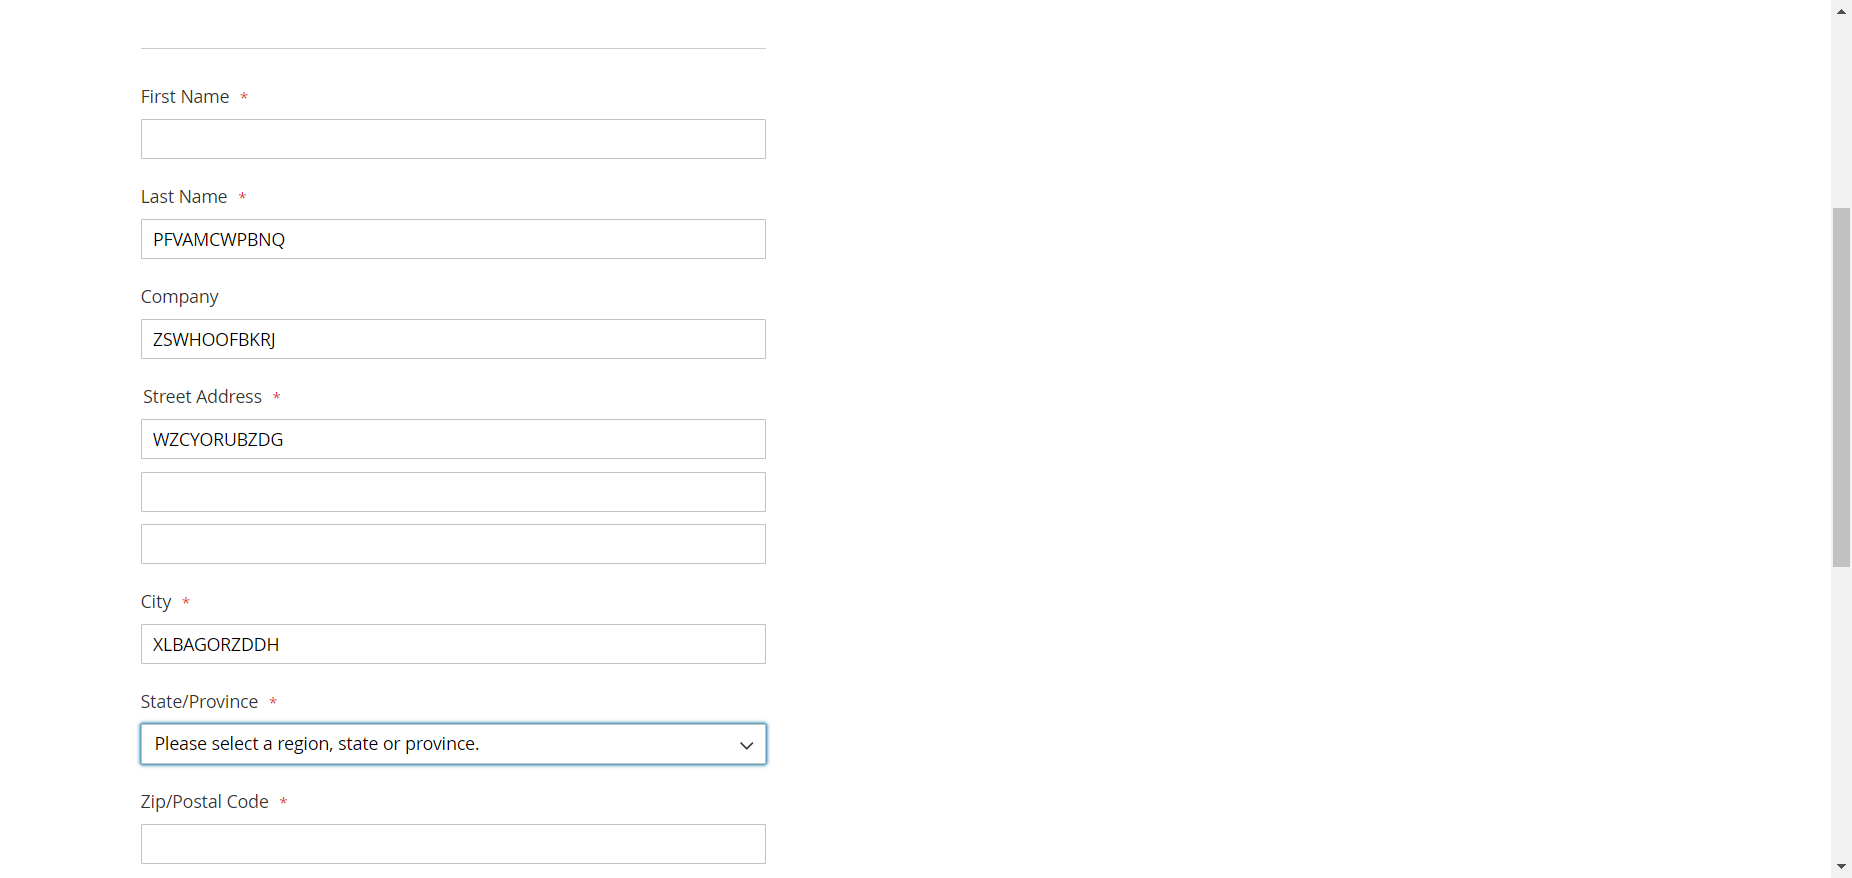 First Name *
Last Name *
PFVAMCWPBNQ
Company
ZSWHOOFBKRJ
Street Address *
WZCYORUBZDG
City *
XLBAGORZDDH
State/Province *
Please select a region, state or province.
Zip/Postal Code *